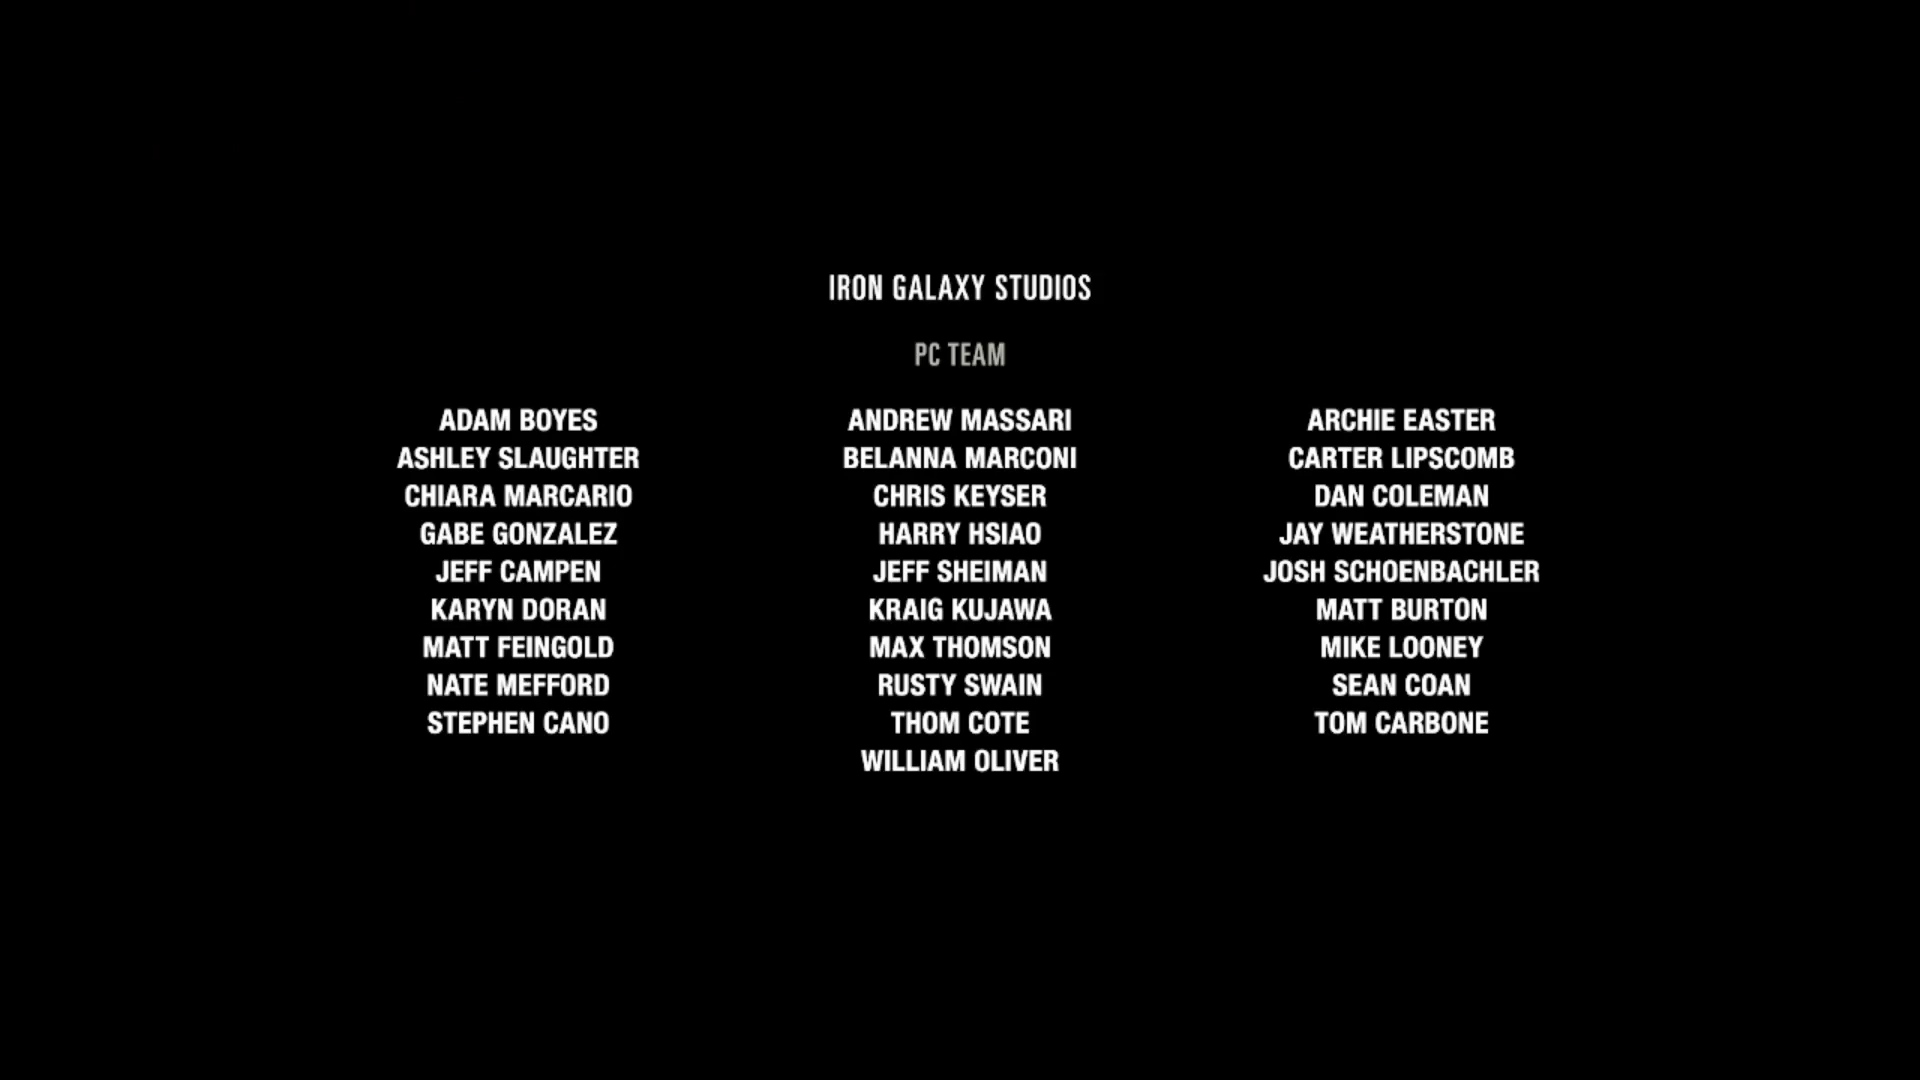 IRON GALAXY STUDIOS
PC TEAM
ADAM BOYES ANDREW MASSARI ARCHIE EASTER
ASHLEY SLAUGHTER BELANNA MARCONI CARTER LIPSCOMB
CHIARA MARCARIO CHRIS KEYSER DAN COLEMAN
GABE GONZALEZ HARRY HSIAO JAY WEATHERSTONE
JEFF CAMPEN JEFF SHEIMAN JOSH SCHOENBACHLER
KARYN DORAN KRAIG KUJAWA MATT BURTON
MATT FEINGOLD MAX THOMSON MIKE LOONEY
NATE MEFFORD RUSTY SWAIN SEAN COAN
STEPHEN CANO THOM COTE TOM CARBONE
WILLIAM OLIVER